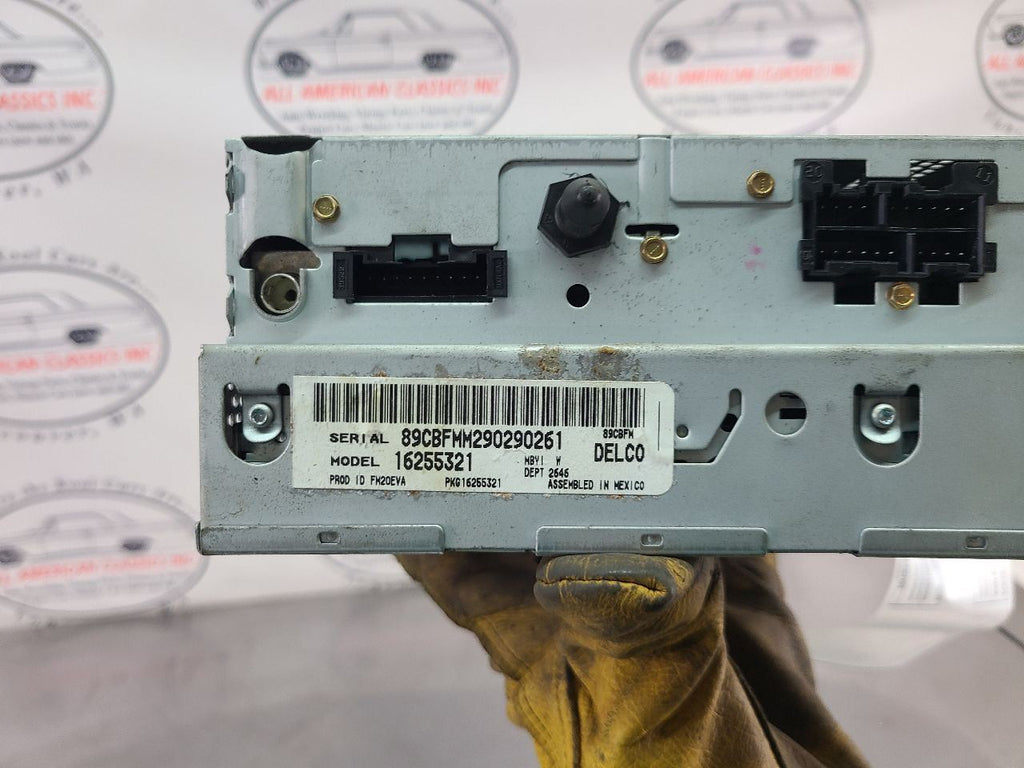 ALL AMERICAN CLASSICS INC
SERIAL 89CBFMM290290261
89CBFM
MODEL 16255321
MBYI W
DELCO
DEPT 2646
PROD ID FM20EVA
PKG16255321
ASSEMBLED IN MEXICO